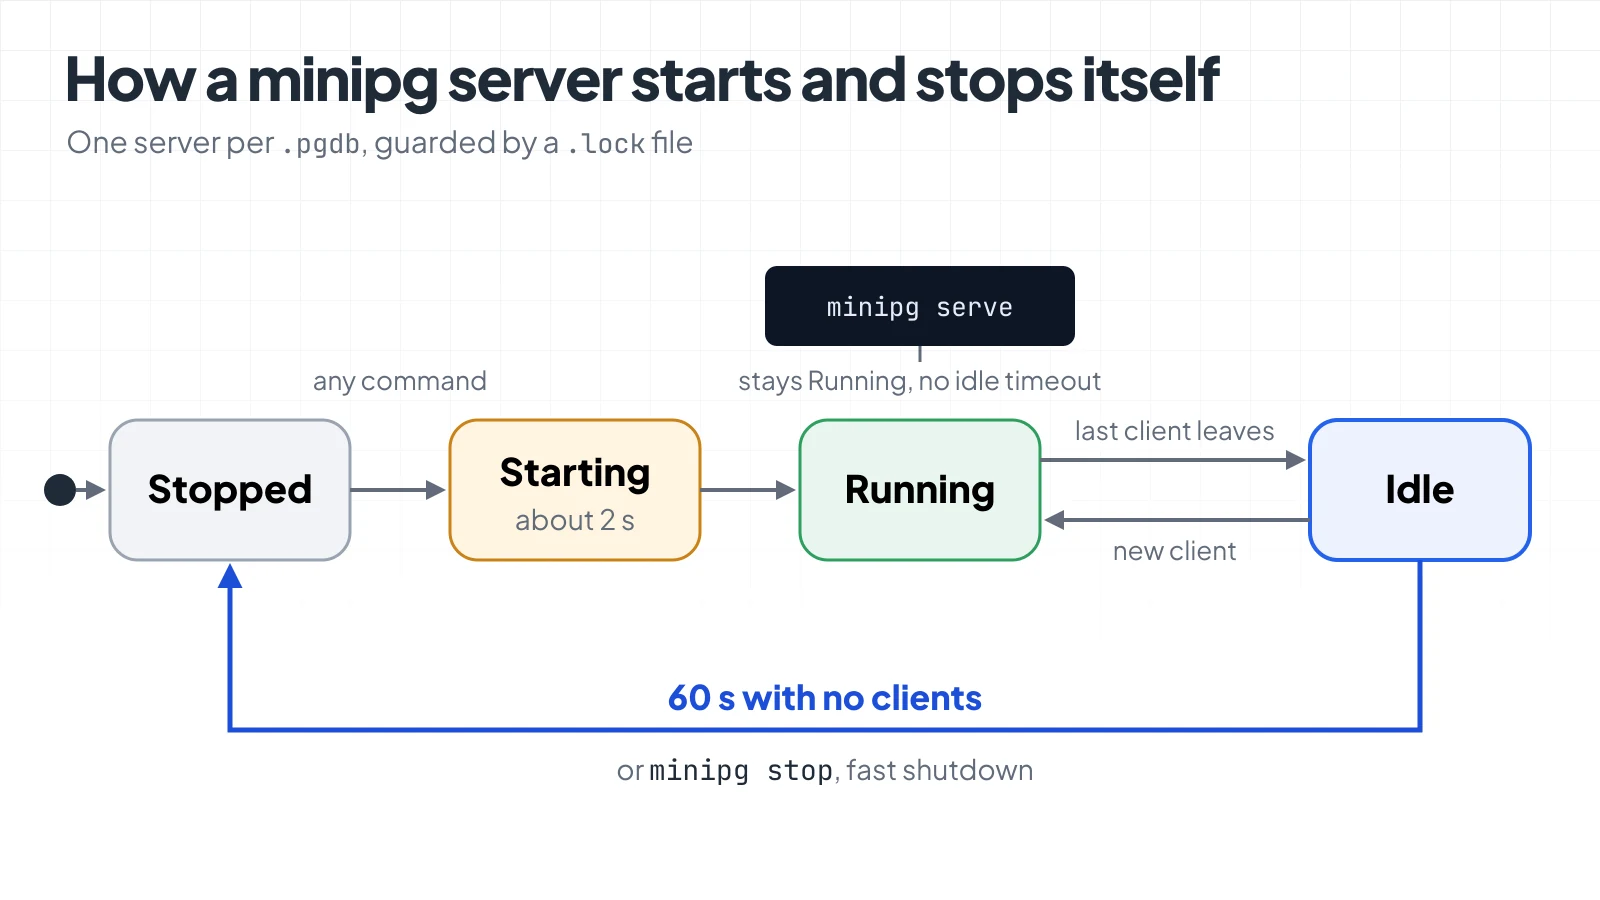 How a minipg server starts and stops itself
One server per .pgdb, guarded by a .lock file
minipg serve
any command
stays Running, no idle timeout
last client leaves
Stopped
Starting
about 2 s
Running
Idle
new client
60 s with no clients
or minipg stop, fast shutdown